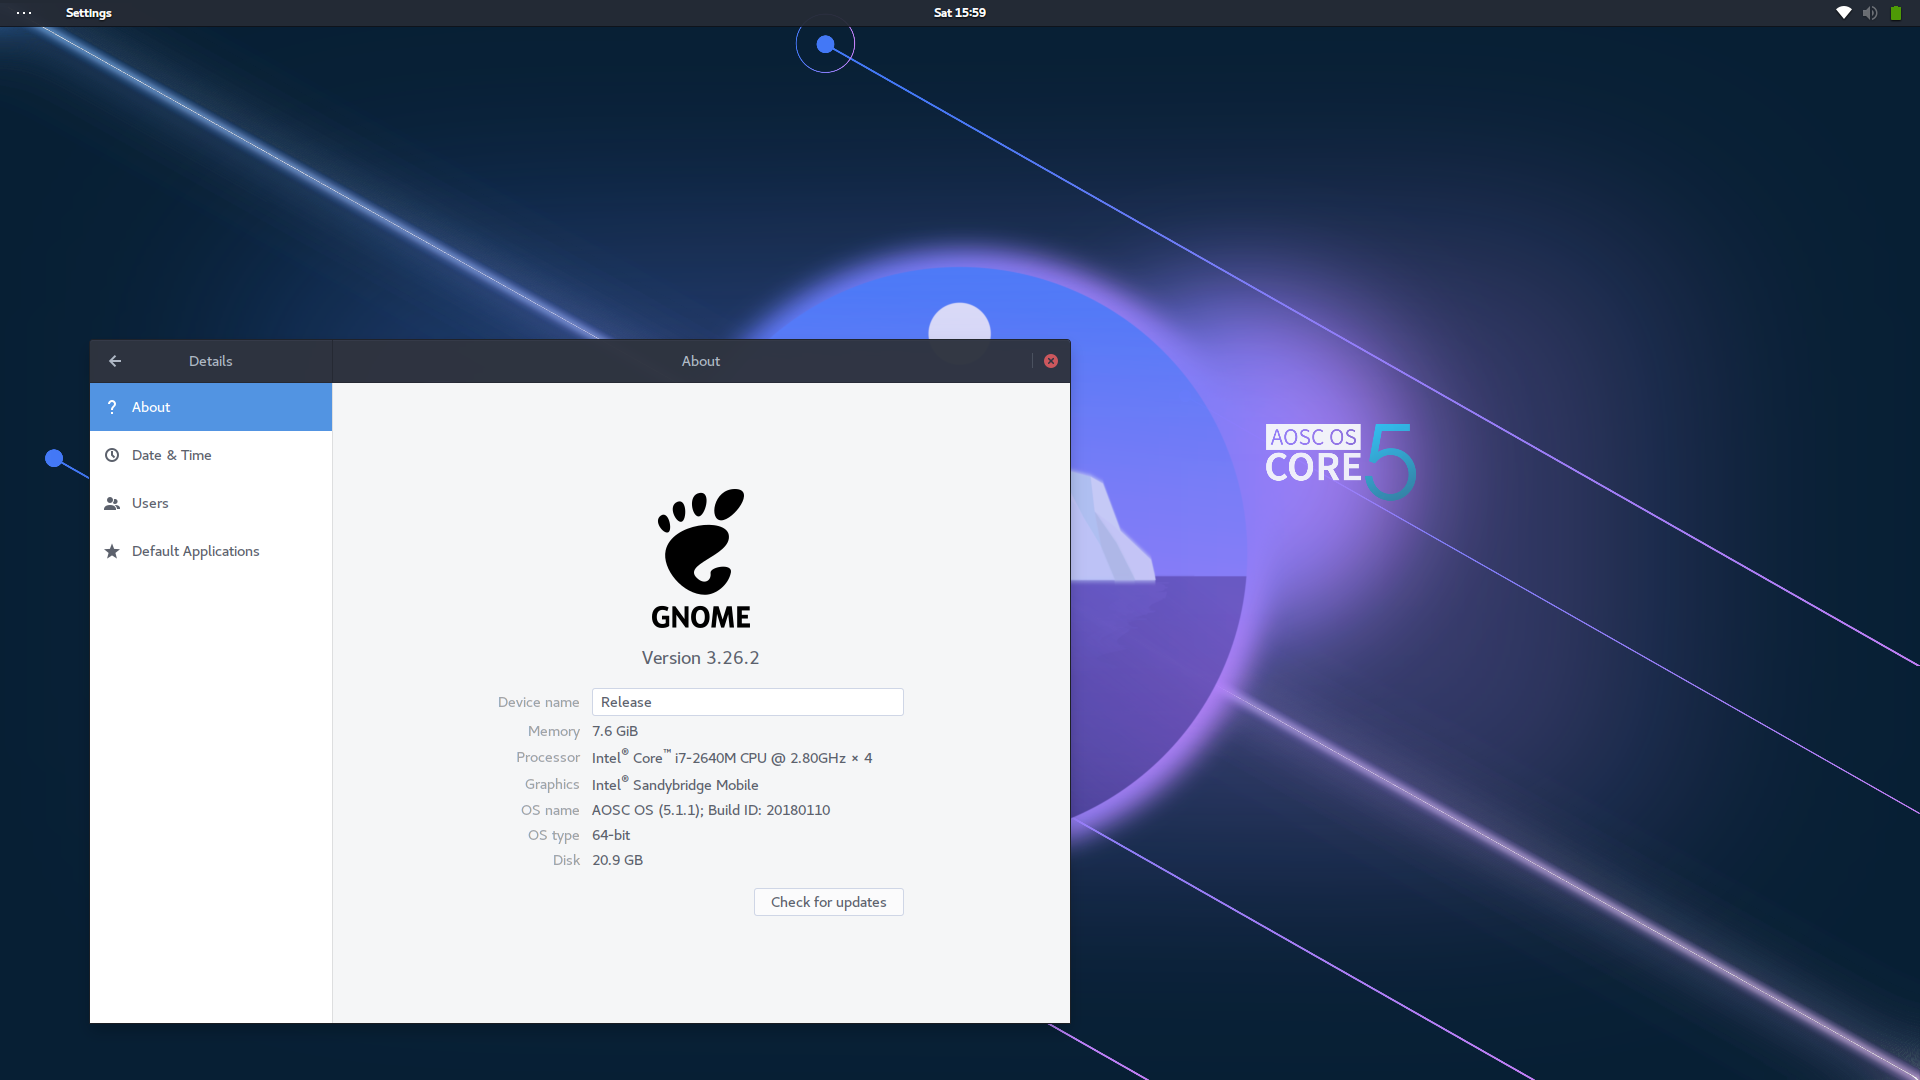 Settings
Sat 15:59
AOSC OS
CORE 5
Details
About
About
Date & Time
Users
Default Applications
GNOME
Version 3.26.2
Device name Release
Memory 7.6 GiB
Processor Intel® Core™ i7-2640M CPU @ 2.80GHz × 4
Graphics Intel® Sandybridge Mobile
OS name AOSC OS (5.1.1); Build ID: 20180110
OS type 64-bit
Disk 20.9 GB
Check for updates